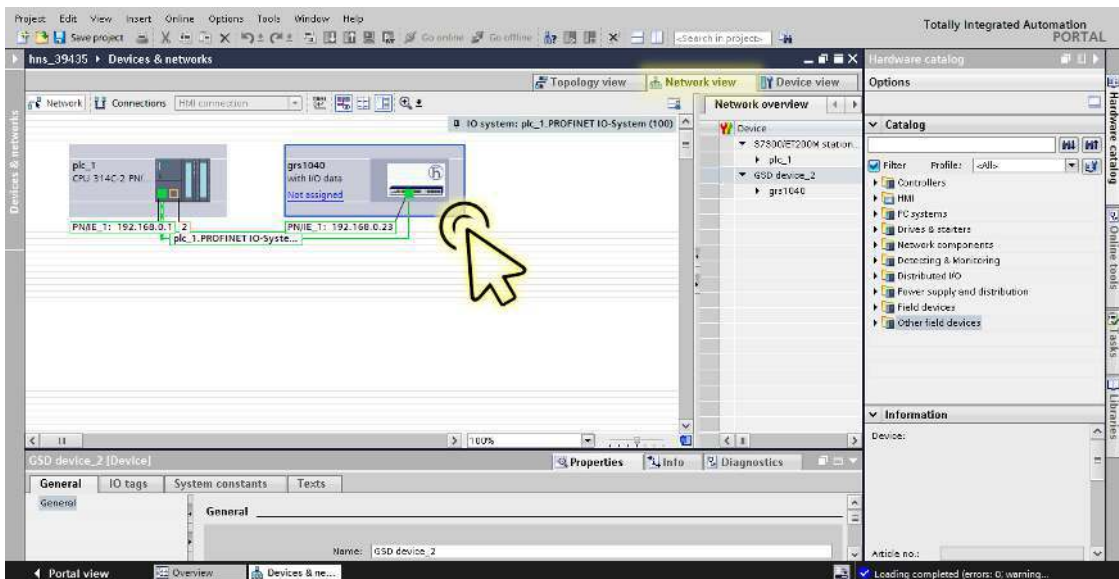 Project Edit View Insert Online Options Tools Window Help
Totally Integrated Automation
PORTAL
Save project
Go online
Go offline
<Search in project>
hns_39435 ▸ Devices & networks
Hardware catalog
Topology view
Network view
Device view
Options
Network
Connections
HMI connection
Network overview
IO system: plc_1.PROFINET IO-System (100)
Catalog
Device
S7300/ET200M station...
plc_1
GSD device_2
grs1040
Filter
Profile:
<All>
Controllers
HMI
PC systems
Drives & starters
Network components
Detecting & Monitoring
Distributed I/O
Power supply and distribution
Field devices
Other field devices
plc_1
CPU 314C-2 PN/...
grs1040
with I/O data
Not assigned
PN/IE_1: 192.168.0.1
2
PN/IE_1: 192.168.0.23
plc_1.PROFINET IO-Syste...
Devices & networks
Hardware catalog
Online tools
Tasks
Libraries
100%
Information
Device:
GSD device_2 [Device]
Properties
Info
Diagnostics
General
IO tags
System constants
Texts
General
General
Name:
GSD device_2
Article no.:
Portal view
Overview
Devices & ne...
Loading completed (errors: 0; warning...